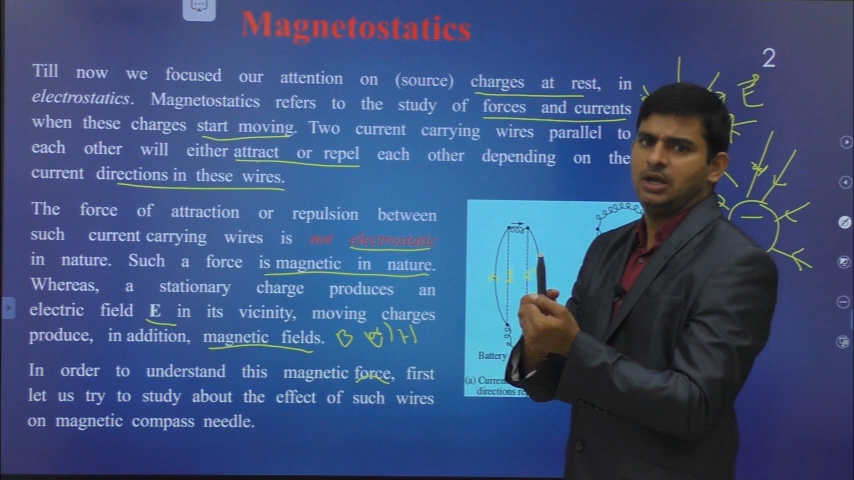 Magnetostatics
2
Till now we focused our attention on (source) charges at rest, in
electrostatics. Magnetostatics refers to the study of forces and currents
when these charges start moving. Two current carrying wires parallel to
each other will either attract or repel each other depending on the
current directions in these wires.
E
The force of attraction or repulsion between
such current carrying wires is not electrostatic
in nature. Such a force is magnetic in nature.
Whereas, a stationary charge produces an
electric field E in its vicinity, moving charges
produce, in addition, magnetic fields. B
In order to understand this magnetic force, first
let us try to study about the effect of such wires
on magnetic compass needle.
Battery
(a) Current
directions